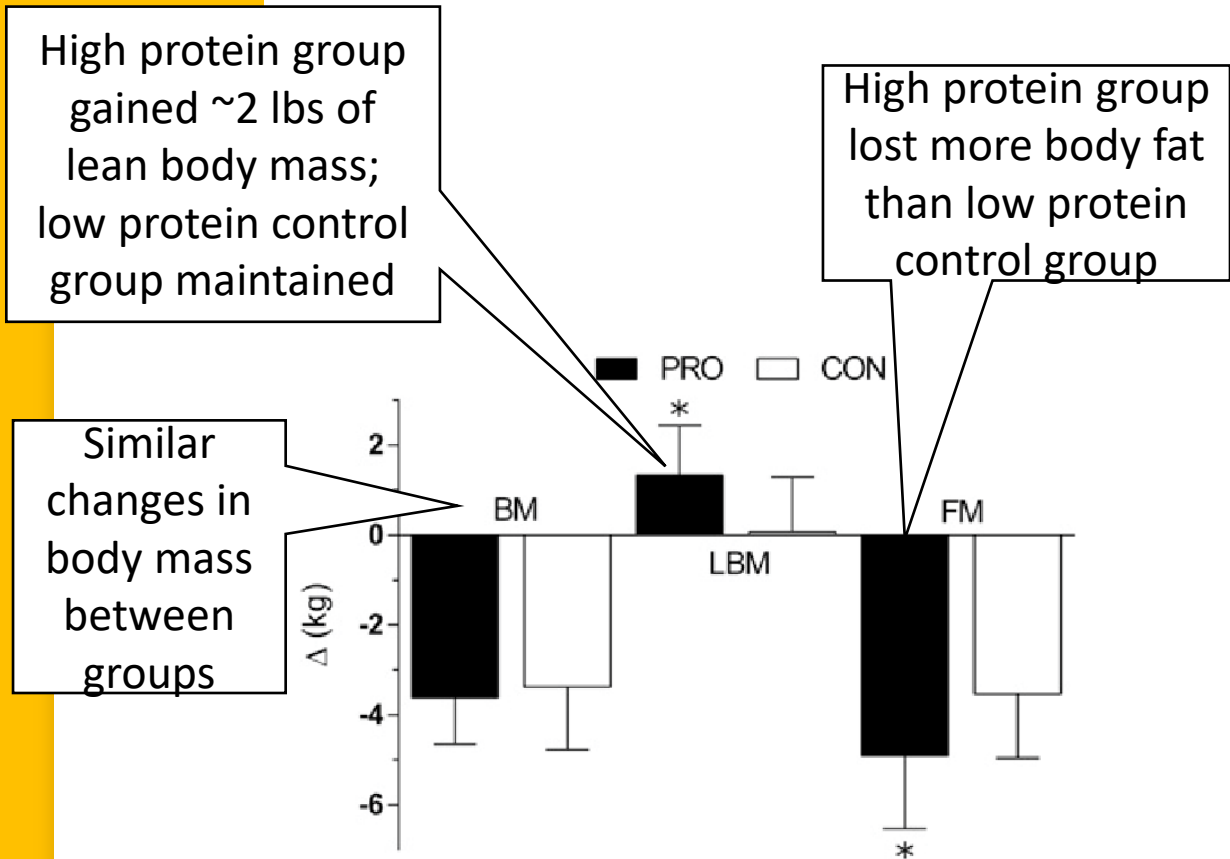 High protein group
gained ~2 lbs of
lean body mass;
low protein control
group maintained
High protein group
lost more body fat
than low protein
control group
Similar
changes in
body mass
between
groups
PRO CON
*
2
BM
FM
0
LBM
Δ (kg)
-2
-4
-6
*